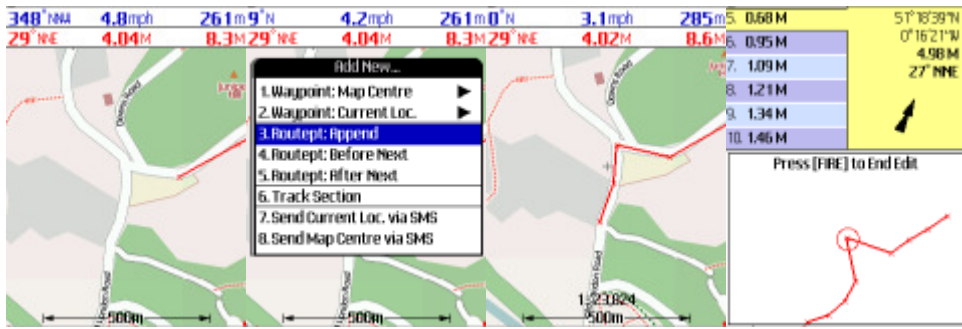 348° NNW 4.8mph 261m
29° NNE 4.04M 8.3M
Downs Road
500m
9°N 4.2mph 261m
29° NNE 4.04M 8.3M
Add New...
1. Waypoint: Map Centre
2. Waypoint: Current Loc.
3. Routept: Append
4. Routept: Before Next
5. Routept: After Next
6. Track Section
7. Send Current Loc. via SMS
8. Send Map Centre via SMS
500m
0°N 3.1mph 285m
29° NNE 4.02M 8.6M
Downs Road
1:23,824
500m
5. 0.68 M
6. 0.95 M
7. 1.09 M
8. 1.21 M
9. 1.34 M
10. 1.46 M
51°18'39"N
0°16'21"W
4.98 M
27° NNE
Press [FIRE] to End Edit